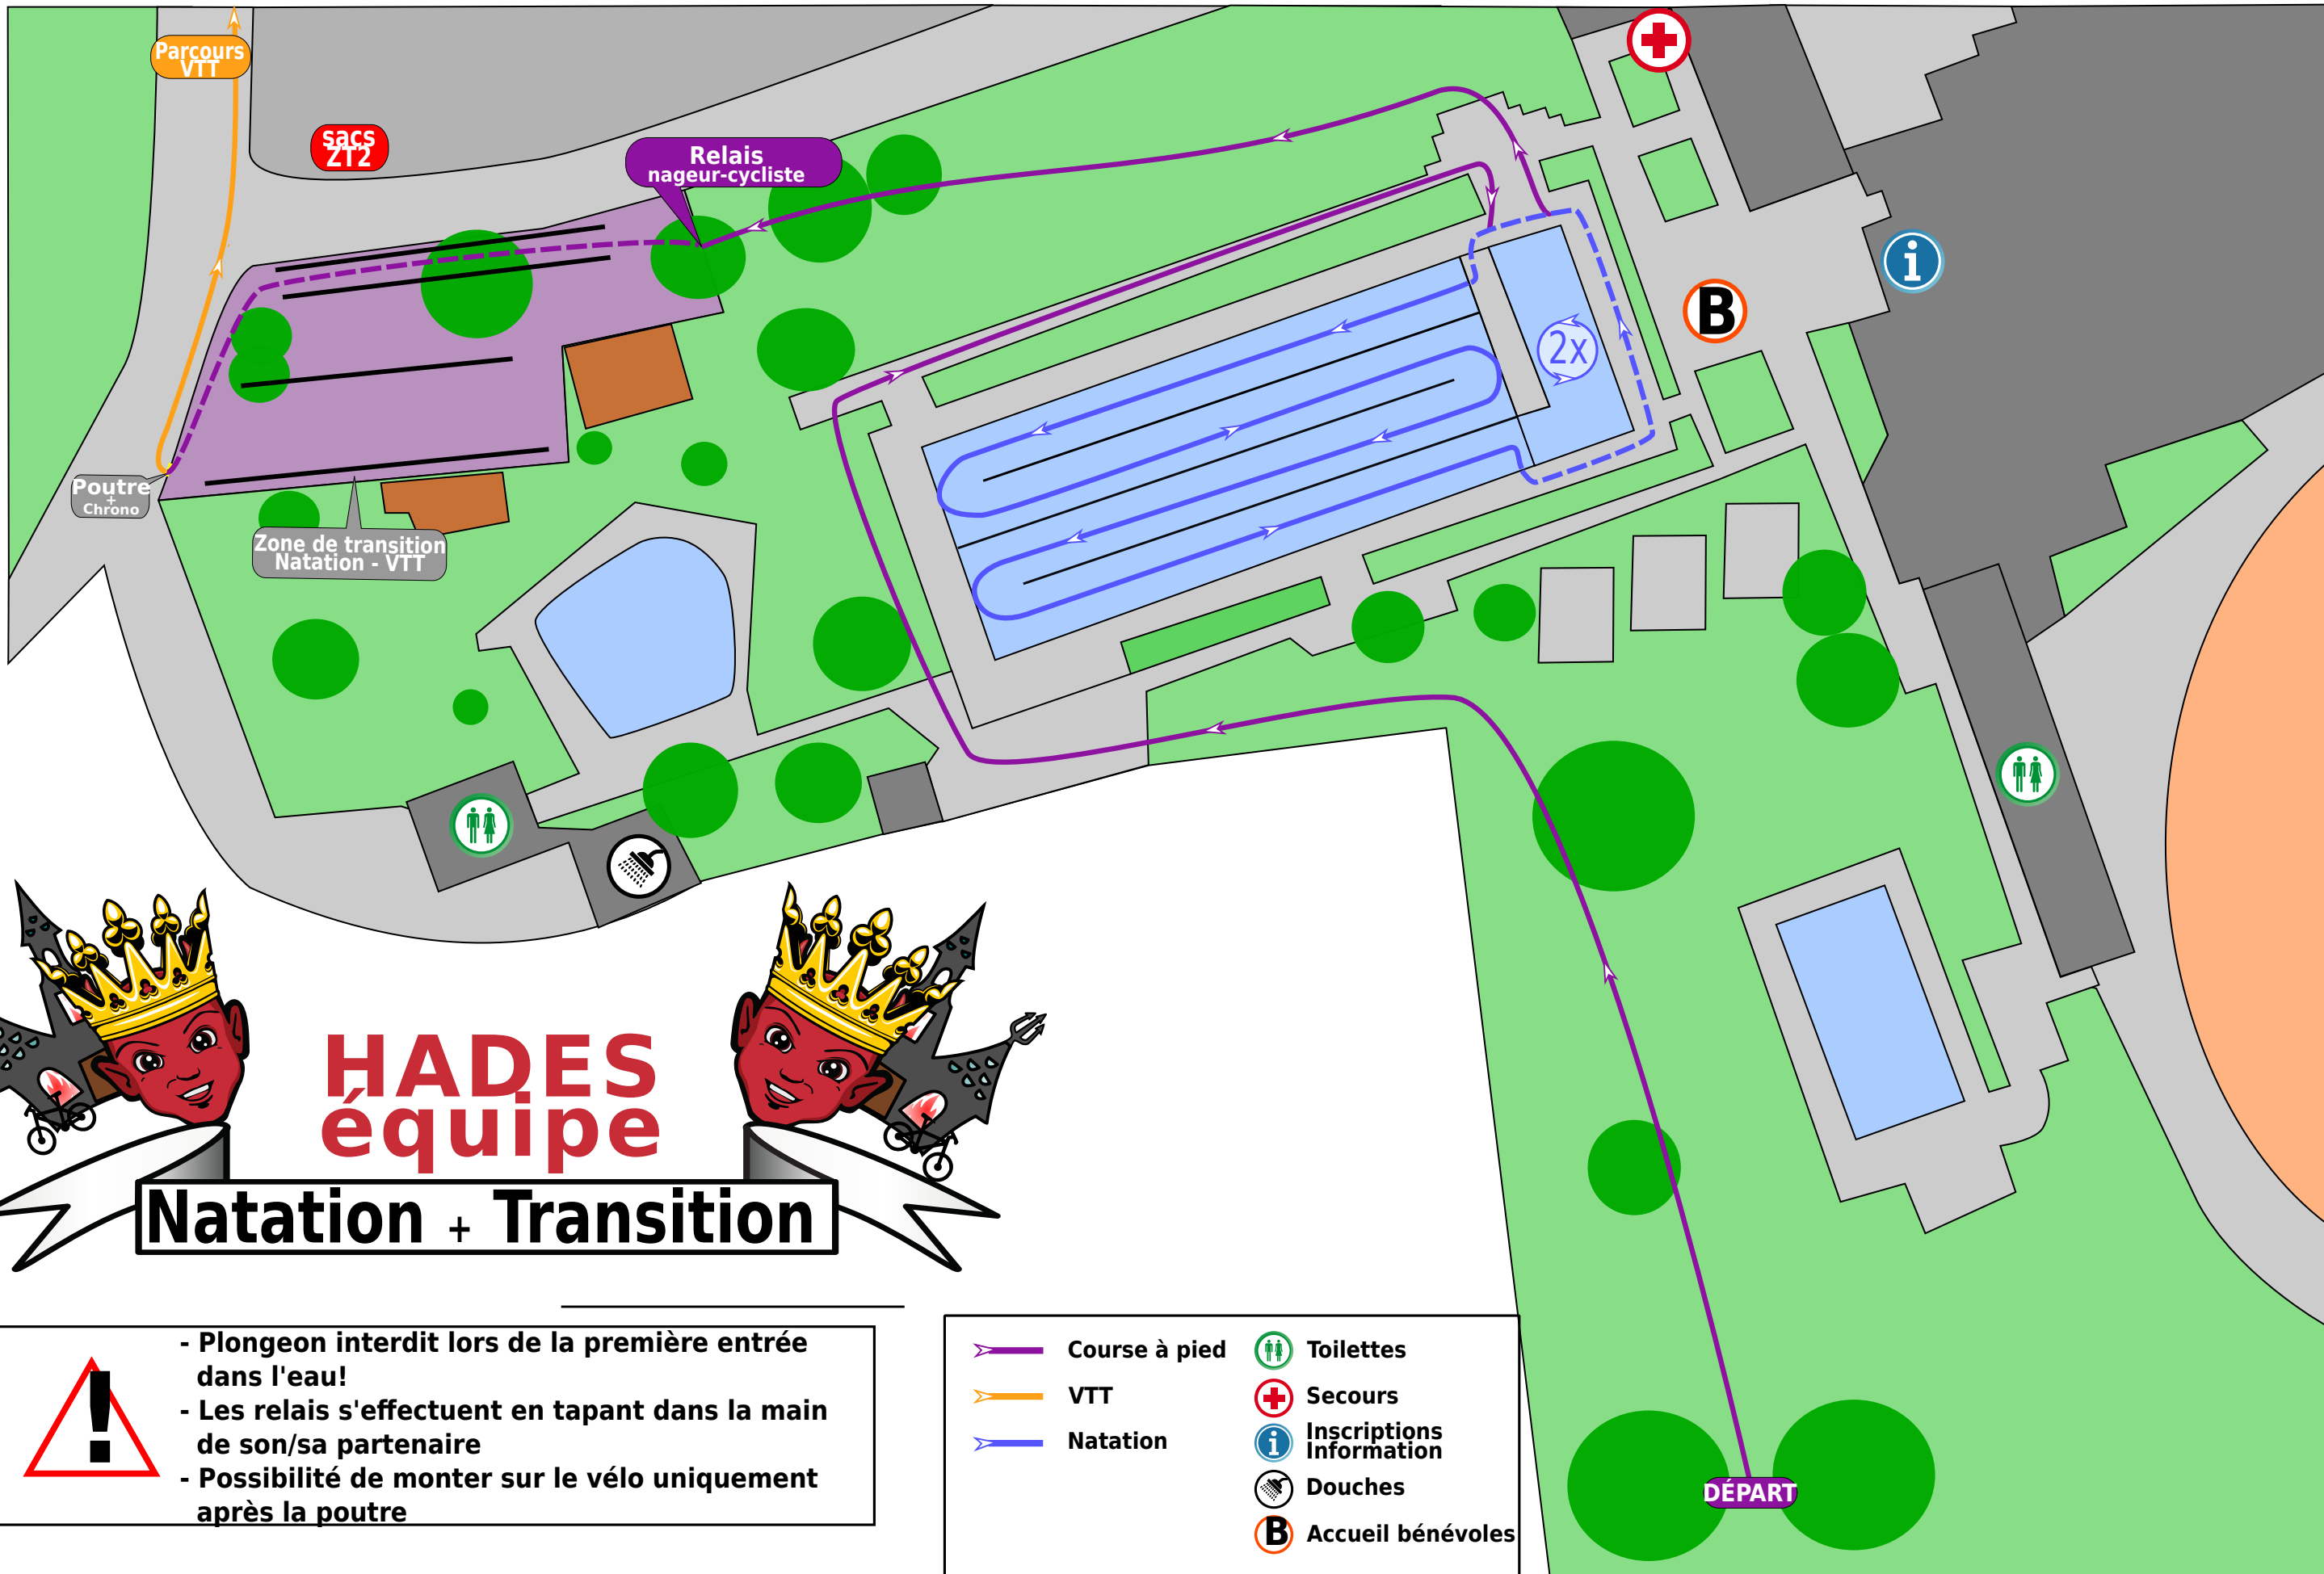 Parcours
VTT
sacs
ZT2
Relais
nageur-cycliste
i
B
2x
Poutre
+
Chrono
Zone de transition
Natation - VTT
HADES
équipe
Natation + Transition
DÉPART
!
- Plongeon interdit lors de la première entrée
dans l'eau!
- Les relais s'effectuent en tapant dans la main
de son/sa partenaire
- Possibilité de monter sur le vélo uniquement
après la poutre
Course à pied
VTT
Natation
Toilettes
Secours
i
Inscriptions
Information
Douches
B
Accueil bénévoles